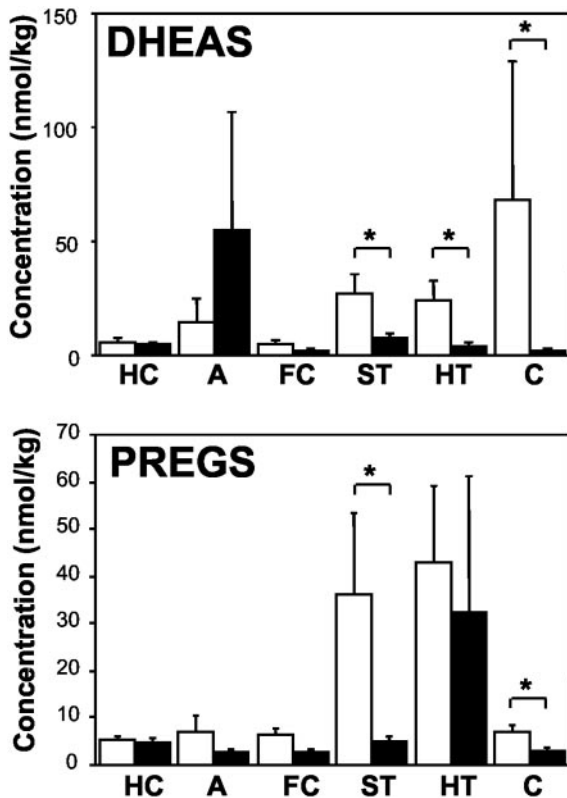 DHEAS
Concentration (nmol/kg)
150
100
50
0
* * *
HC A FC ST HT C
PREGS
Concentration (nmol/kg)
70
60
50
40
30
20
10
0
* *
HC A FC ST HT C